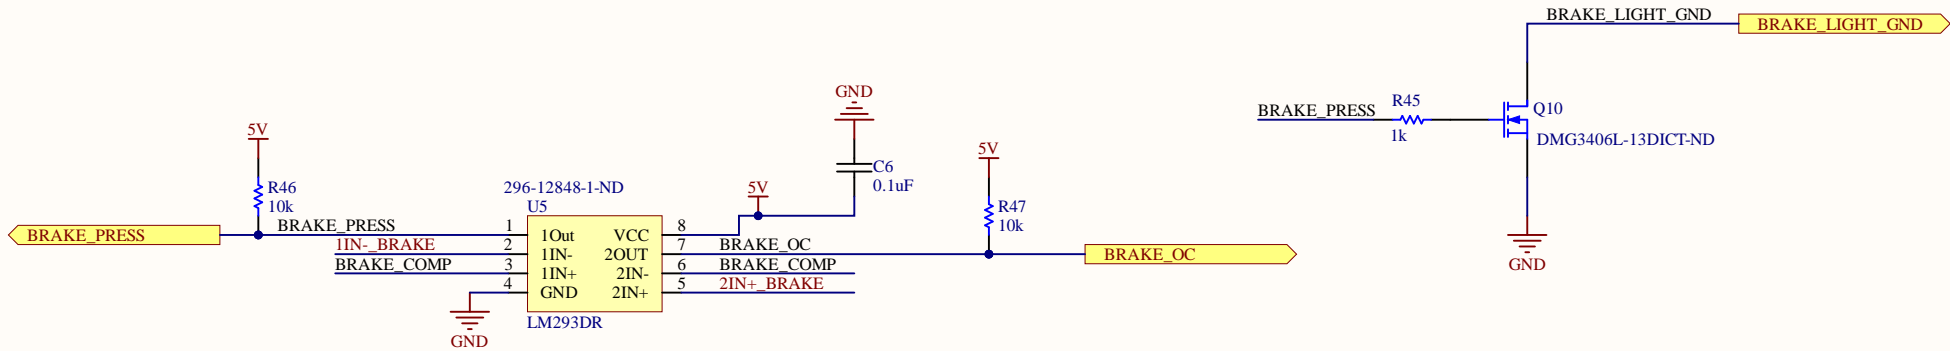 BRAKE_LIGHT_GND
BRAKE_LIGHT_GND
GND
BRAKE_PRESS
R45
1k
Q10
DMG3406L-13DICT-ND
GND
5V
R46
10k
BRAKE_PRESS
BRAKE_PRESS
1IN-_BRAKE
BRAKE_COMP
GND
296-12848-1-ND
U5
1 1Out VCC 8
2 1IN- 2OUT 7
3 1IN+ 2IN- 6
4 GND 2IN+ 5
LM293DR
5V
C6
0.1uF
BRAKE_OC
BRAKE_COMP
2IN+_BRAKE
5V
R47
10k
BRAKE_OC